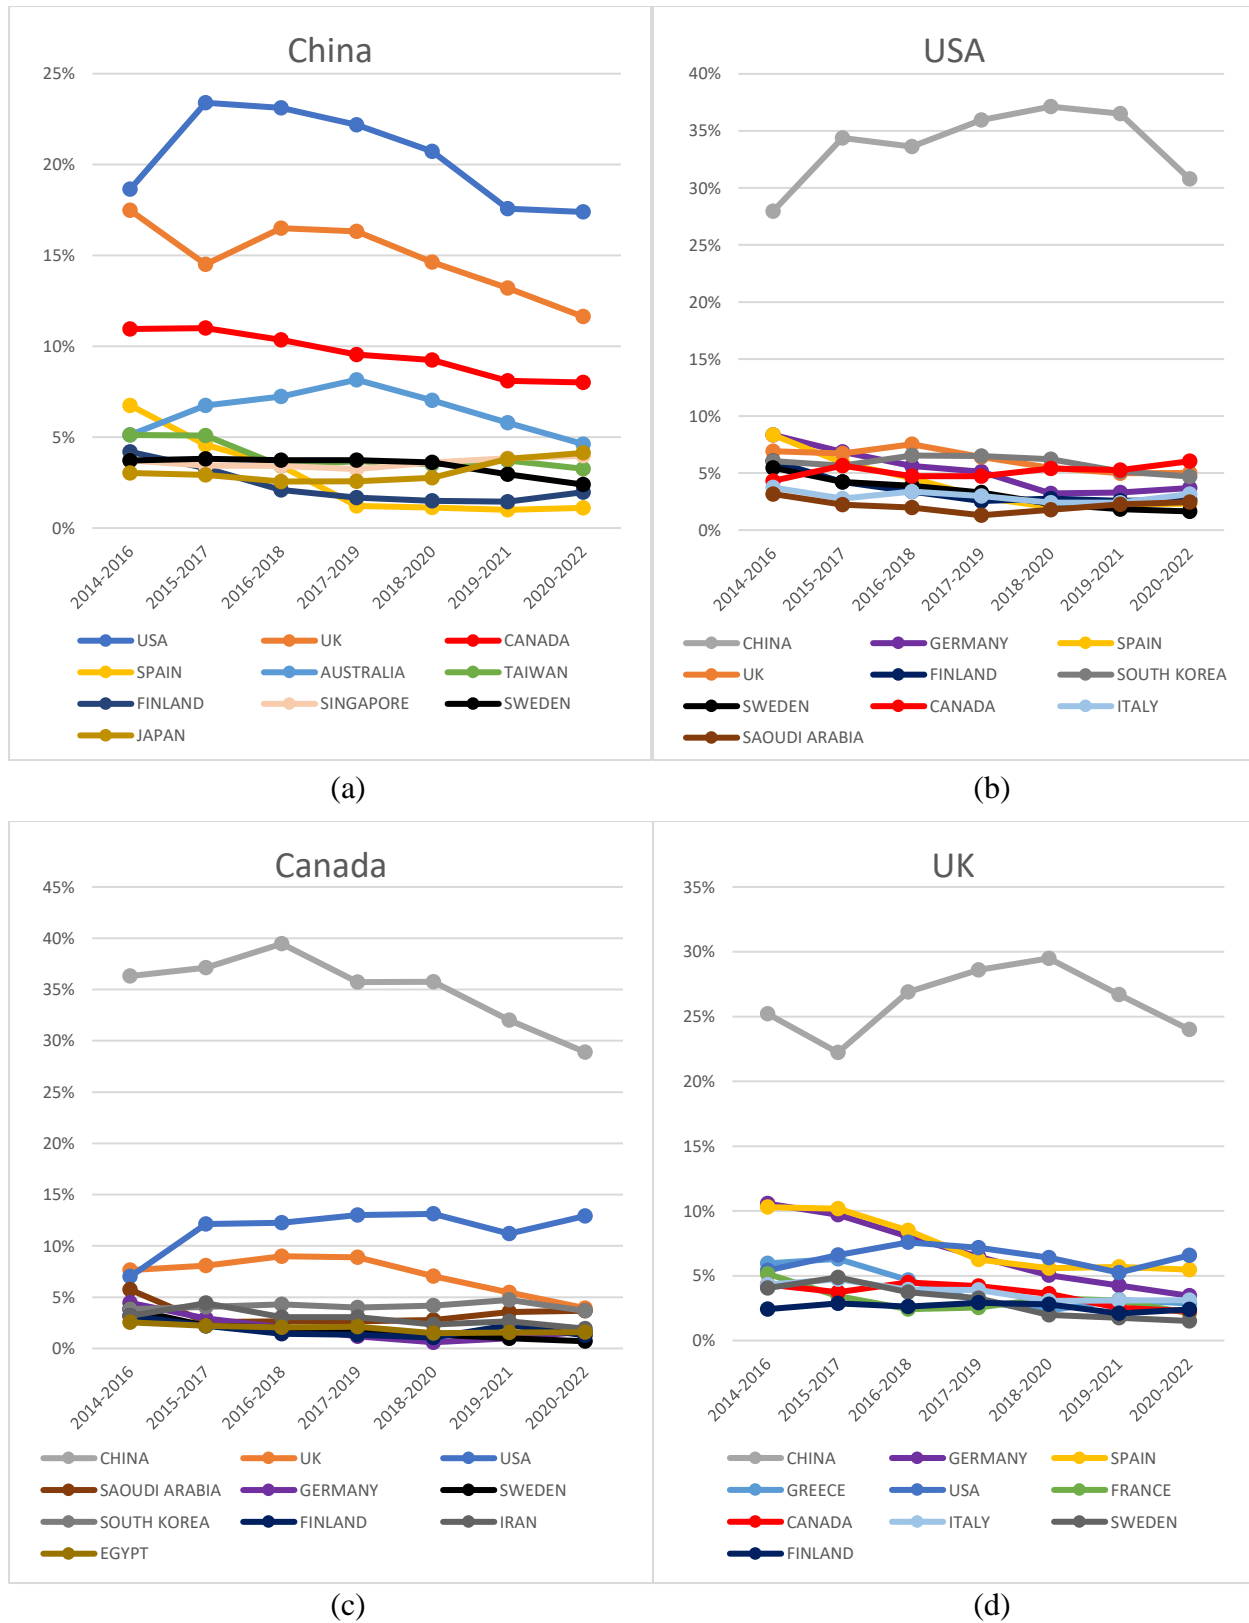 China
25%
20%
15%
10%
5%
0%
2014-2016
2015-2017
2016-2018
2017-2019
2018-2020
2019-2021
2020-2022
USA UK CANADA
SPAIN AUSTRALIA TAIWAN
FINLAND SINGAPORE SWEDEN
JAPAN
(a)
USA
40%
35%
30%
25%
20%
15%
10%
5%
0%
2014-2016
2015-2017
2016-2018
2017-2019
2018-2020
2019-2021
2020-2022
CHINA GERMANY SPAIN
UK FINLAND SOUTH KOREA
SWEDEN CANADA ITALY
SAOUDI ARABIA
(b)
Canada
45%
40%
35%
30%
25%
20%
15%
10%
5%
0%
2014-2016
2015-2017
2016-2018
2017-2019
2018-2020
2019-2021
2020-2022
CHINA UK USA
SAOUDI ARABIA GERMANY SWEDEN
SOUTH KOREA FINLAND IRAN
EGYPT
(c)
UK
35%
30%
25%
20%
15%
10%
5%
0%
2014-2016
2015-2017
2016-2018
2017-2019
2018-2020
2019-2021
2020-2022
CHINA GERMANY SPAIN
GREECE USA FRANCE
CANADA ITALY SWEDEN
FINLAND
(d)